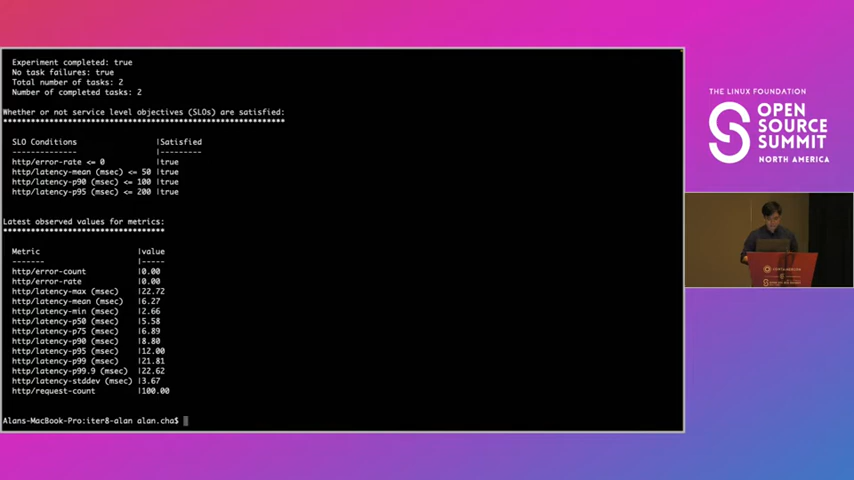 Experiment completed: true
No task failures: true
Total number of tasks: 2
Number of completed tasks: 2
Whether or not service level objectives (SLOs) are satisfied:
*************************************************************
SLO Conditions |Satisfied
-------------- |---------
http/error-rate <= 0 |true
http/latency-mean (msec) <= 50 |true
http/latency-p90 (msec) <= 100 |true
http/latency-p95 (msec) <= 200 |true
Latest observed values for metrics:
***********************************
Metric |value
------- |-----
http/error-count |0.00
http/error-rate |0.00
http/latency-max (msec) |22.72
http/latency-mean (msec) |6.27
http/latency-min (msec) |2.66
http/latency-p50 (msec) |5.58
http/latency-p75 (msec) |6.89
http/latency-p90 (msec) |8.80
http/latency-p95 (msec) |12.00
http/latency-p99 (msec) |21.81
http/latency-p99.9 (msec) |22.62
http/latency-stddev (msec) |3.67
http/request-count |100.00
Alans-MacBook-Pro:iter8-alan alan.cha$
THE LINUX FOUNDATION
OPEN
SOURCE
SUMMIT
NORTH AMERICA